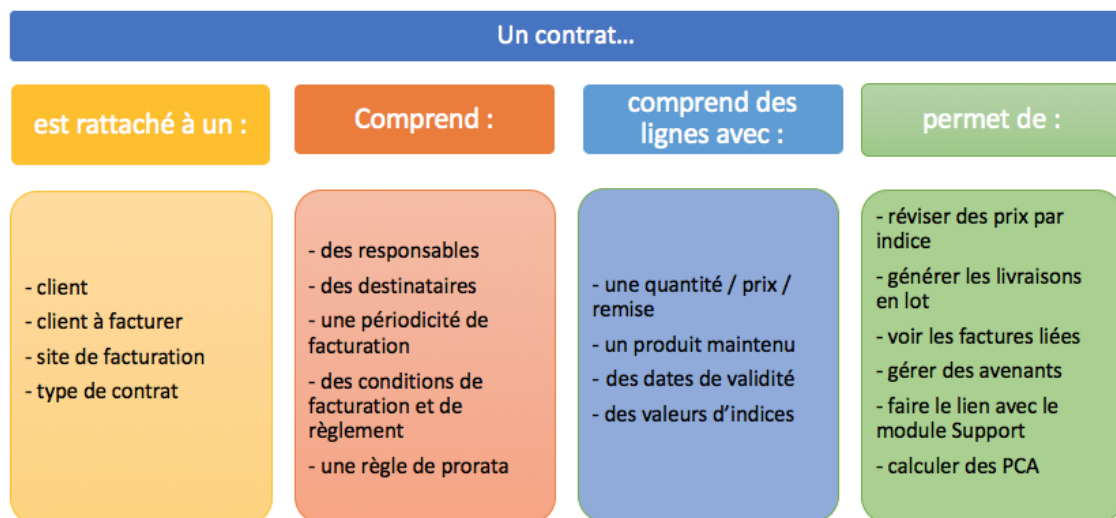 Un contrat...
est rattaché à un :
Comprend :
comprend des
lignes avec :
permet de :
- client
- client à facturer
- site de facturation
- type de contrat
- des responsables
- des destinataires
- une périodicité de
facturation
- des conditions de
facturation et de
règlement
- une règle de prorata
- une quantité / prix /
remise
- un produit maintenu
- des dates de validité
- des valeurs d'indices
- réviser des prix par
indice
- générer les livraisons
en lot
- voir les factures liées
- gérer des avenants
- faire le lien avec le
module Support
- calculer des PCA